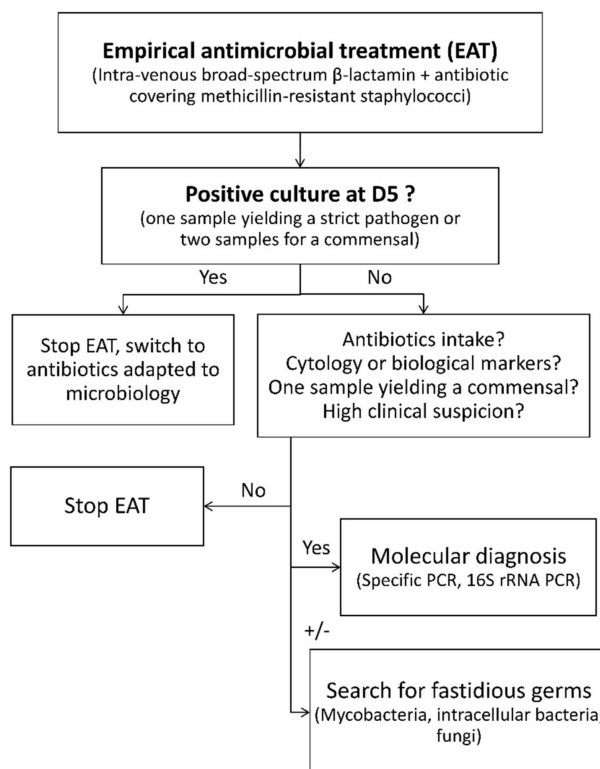 Empirical antimicrobial treatment (EAT)
(Intra-venous broad-spectrum β-lactamin + antibiotic
covering methicillin-resistant staphylococci)
Positive culture at D5 ?
(one sample yielding a strict pathogen or
two samples for a commensal)
Yes
No
Stop EAT, switch to
antibiotics adapted to
microbiology
Antibiotics intake?
Cytology or biological markers?
One sample yielding a commensal?
High clinical suspicion?
No
Stop EAT
Yes
Molecular diagnosis
(Specific PCR, 16S rRNA PCR)
+/-
Search for fastidious germs
(Mycobacteria, intracellular bacteria,
fungi)